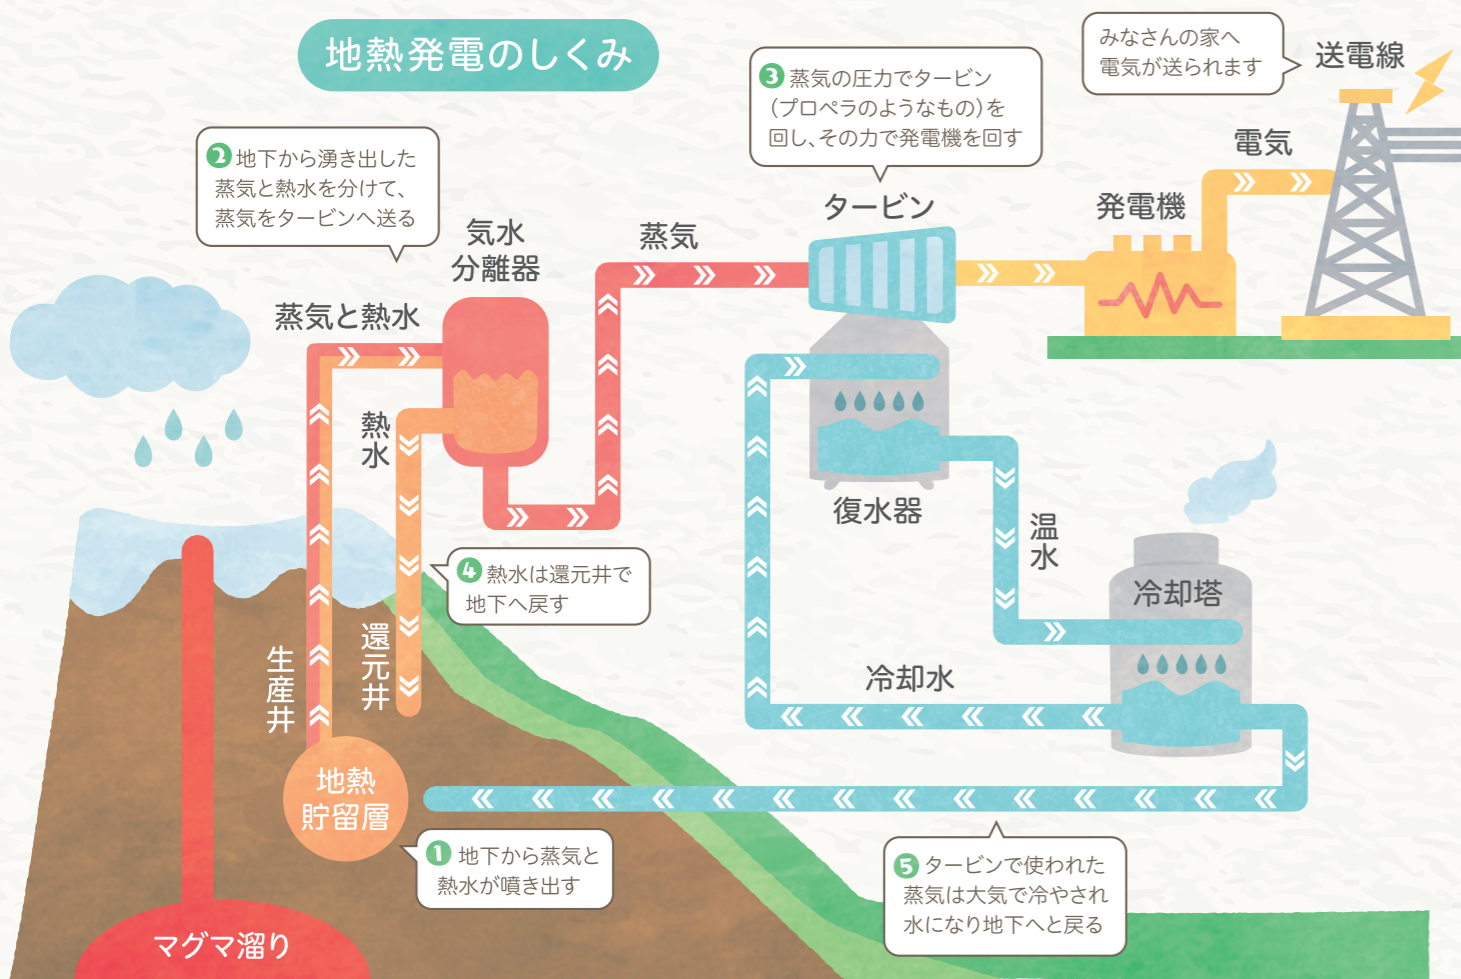 地熱発電のしくみ
みなさんの家へ
電気が送られます
送電線
❸蒸気の圧力でタービン
(プロペラのようなもの)を
回し、その力で発電機を回す
❷地下から湧き出した
蒸気と熱水を分けて、
蒸気をタービンへ送る
電気
発電機
タービン
気水
分離器
蒸気
蒸気と熱水
熱水
復水器
温水
❹熱水は還元井で
地下へ戻す
冷却塔
生産井
還元井
冷却水
地熱
貯留層
❶地下から蒸気と
熱水が噴き出す
❺タービンで使われた
蒸気は大気で冷やされ
水になり地下へと戻る
マグマ溜り